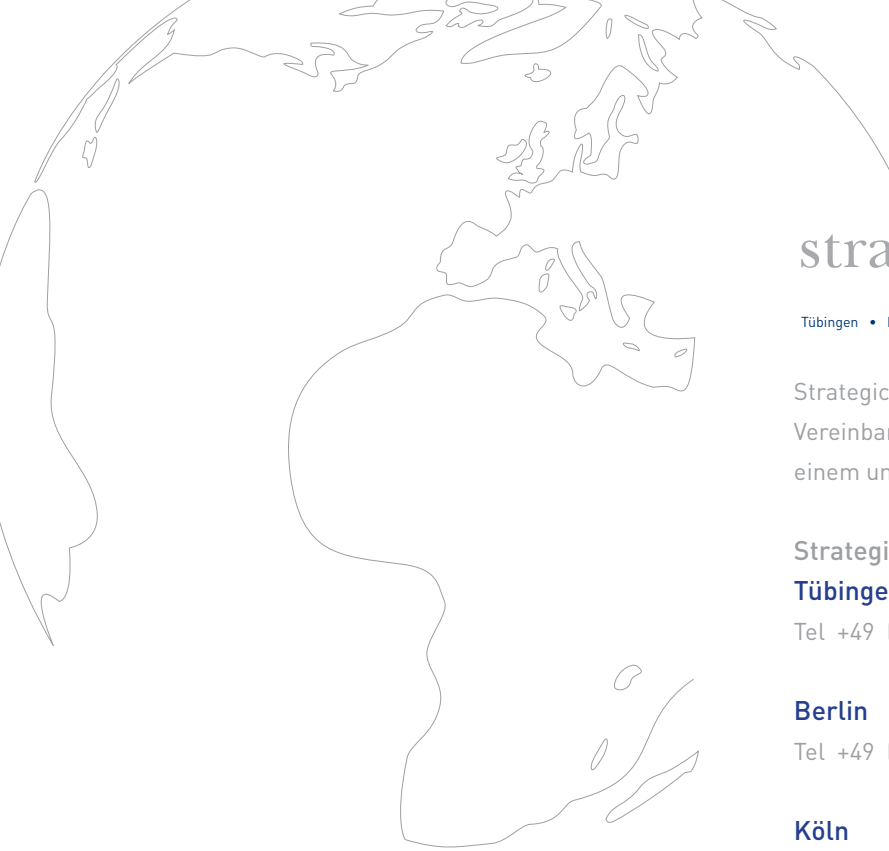 stra
Tübingen •
Strategic
Vereinbar
einem un
Strategi
Tübinge
Tel +49
Berlin
Tel +49
Köln